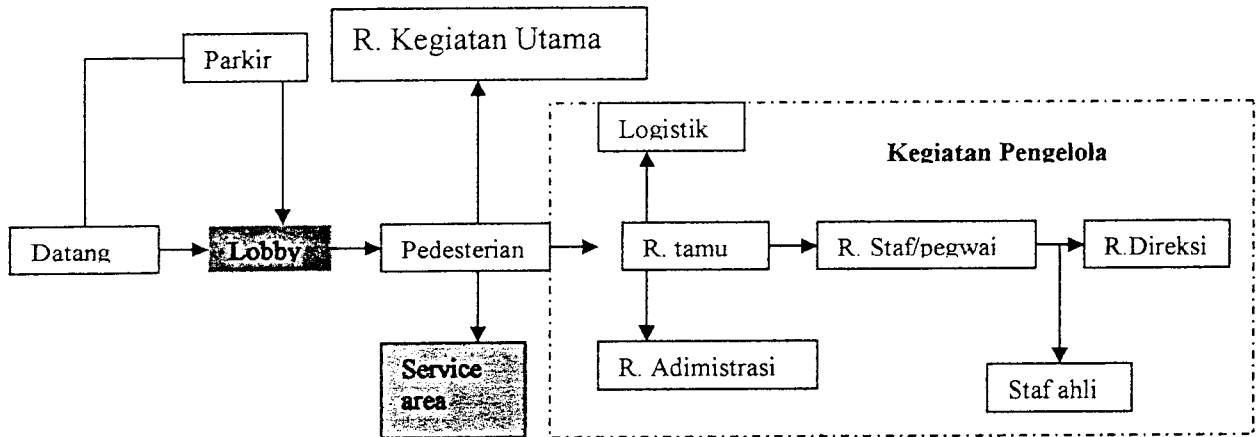 R. Kegiatan Utama
Parkir
Logistik
Kegiatan Pengelola
Datang
Lobby
Pedesterian
R. tamu
R. Staf/pegwai
R.Direksi
Service
area
R. Adimistrasi
Staf ahli